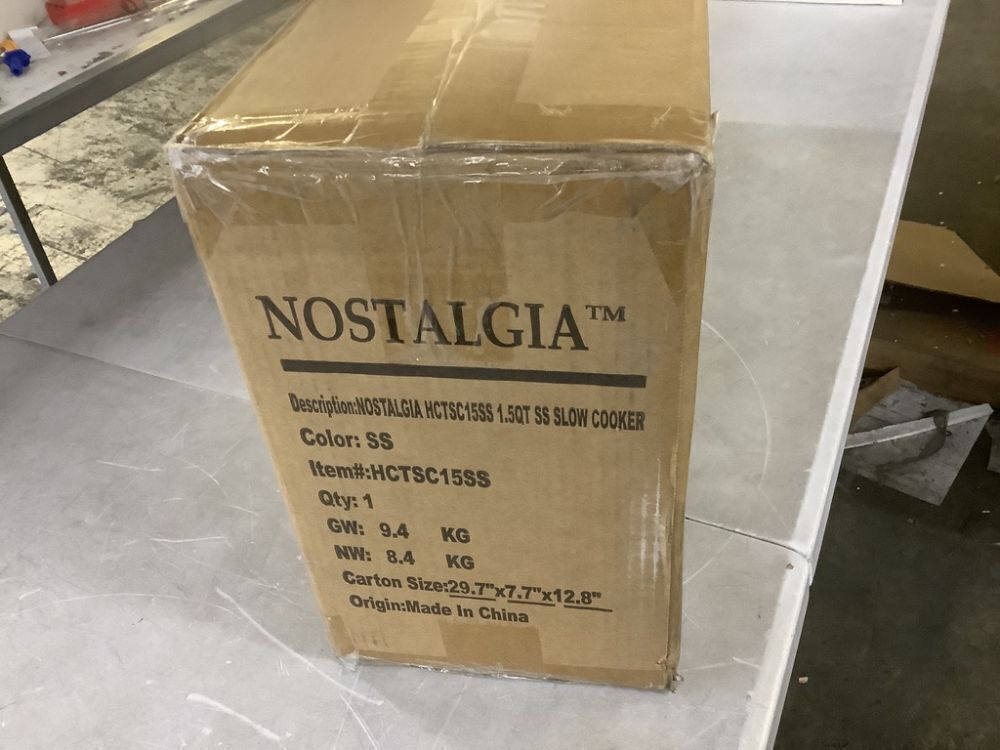 NOSTALGIA™
Description:NOSTALGIA HCTSC15SS 1.5QT SS SLOW COOKER
Color: SS
Item#:HCTSC15SS
Qty: 1
GW: 9.4 KG
NW: 8.4 KG
Carton Size:29.7"x7.7"x12.8"
Origin:Made In China